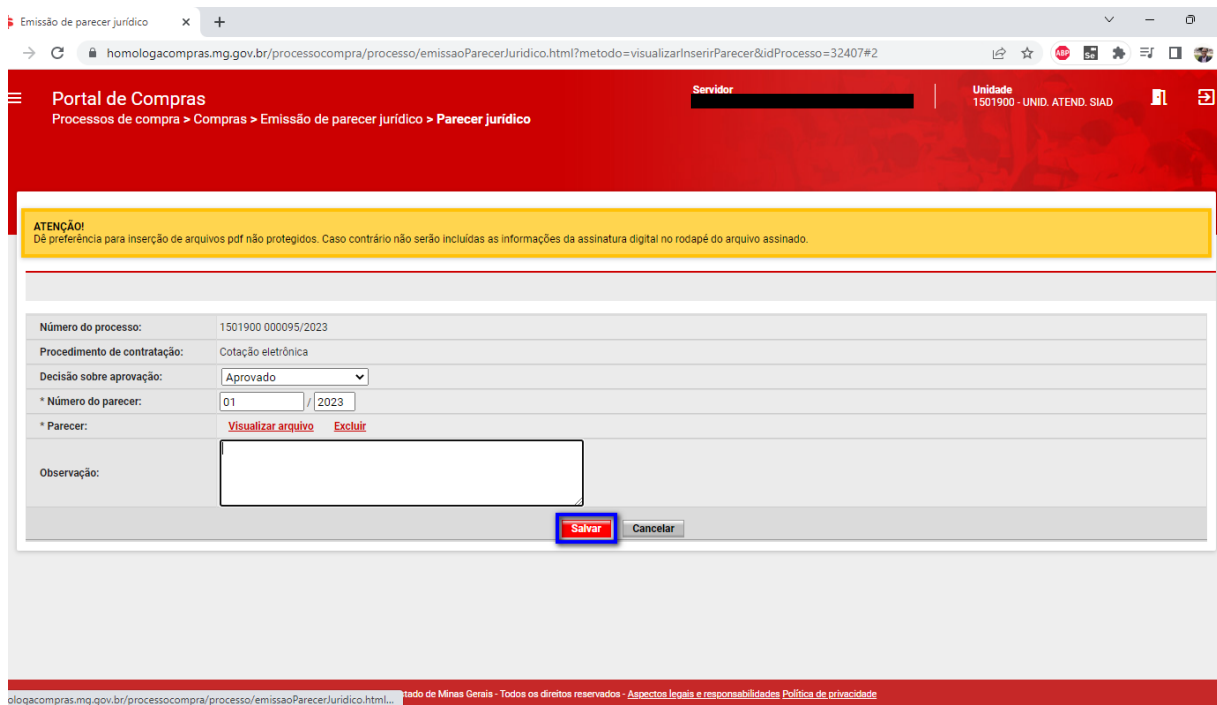 Emissão de parecer jurídico
homologacompras.mg.gov.br/processocompra/processo/emissaoParecerJuridico.html?metodo=visualizarInserirParecer&idProcesso=32407#2
ABP
Se
Portal de Compras
Processos de compra > Compras > Emissão de parecer jurídico > Parecer jurídico
Servidor
Unidade
1501900 - UNID. ATEND. SIAD
ATENÇÃO!
Dê preferência para inserção de arquivos pdf não protegidos. Caso contrário não serão incluídas as informações da assinatura digital no rodapé do arquivo assinado.
Número do processo: 1501900 000095/2023
Procedimento de contratação: Cotação eletrônica
Decisão sobre aprovação: Aprovado
* Número do parecer: 01 / 2023
* Parecer: Visualizar arquivo Excluir
Observação:
Salvar Cancelar
stado de Minas Gerais - Todos os direitos reservados - Aspectos legais e responsabilidades Política de privacidade
ologacompras.mg.gov.br/processocompra/processo/emissaoParecerJuridico.html...